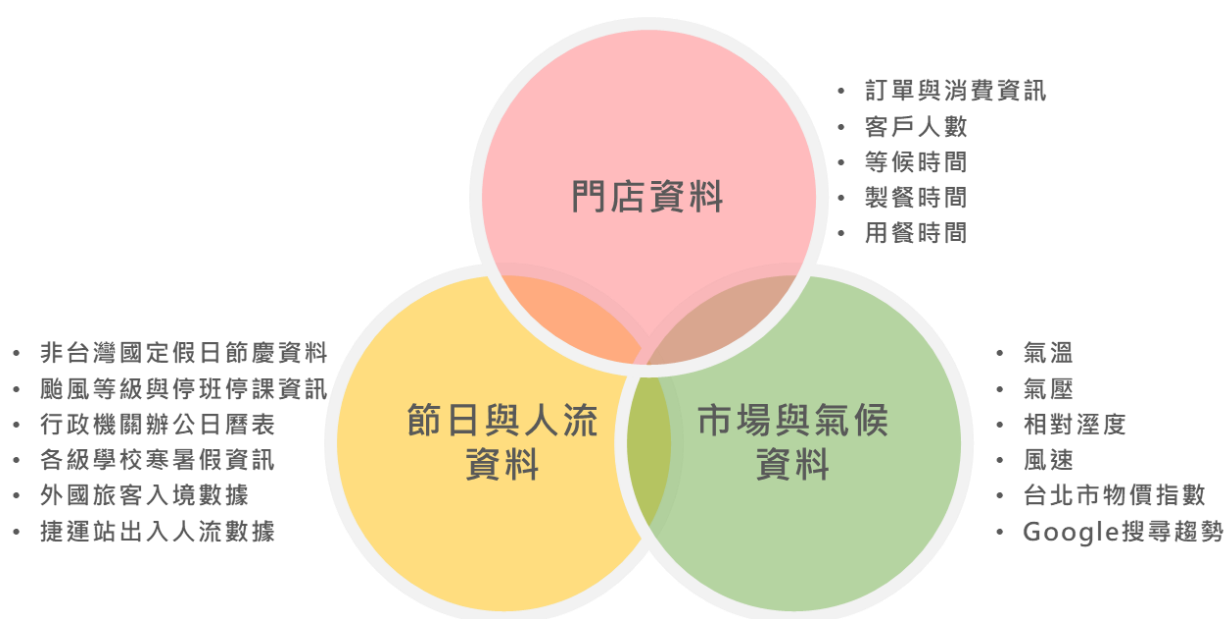 門店資料
• 訂單與消費資訊
• 客戶人數
• 等候時間
• 製餐時間
• 用餐時間
節日與人流
資料
• 非台灣國定假日節慶資料
• 颱風等級與停班停課資訊
• 行政機關辦公日曆表
• 各級學校寒暑假資訊
• 外國旅客入境數據
• 捷運站出入人流數據
市場與氣候
資料
• 氣溫
• 氣壓
• 相對溼度
• 風速
• 台北市物價指數
• Google搜尋趨勢